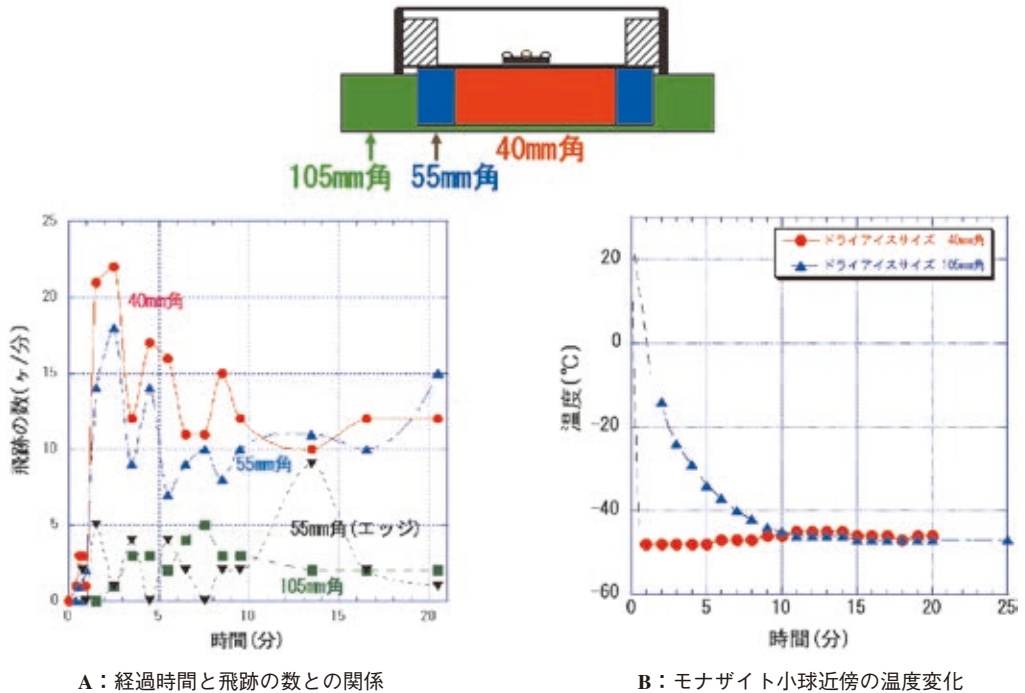 105mm角 55mm角 40mm角
飛跡の数(ヶ/分)
25
20
15
10
5
0
40mm角
55mm角
55mm角(エッジ)
105mm角
0 5 10 15 20
時間(分)
A：経過時間と飛跡の数との関係
温度(℃)
20
0
-20
-40
-60
ドライアイスサイズ 40mm角
ドライアイスサイズ 105mm角
0 5 10 15 20 25
時間(分)
B：モナザイト小球近傍の温度変化